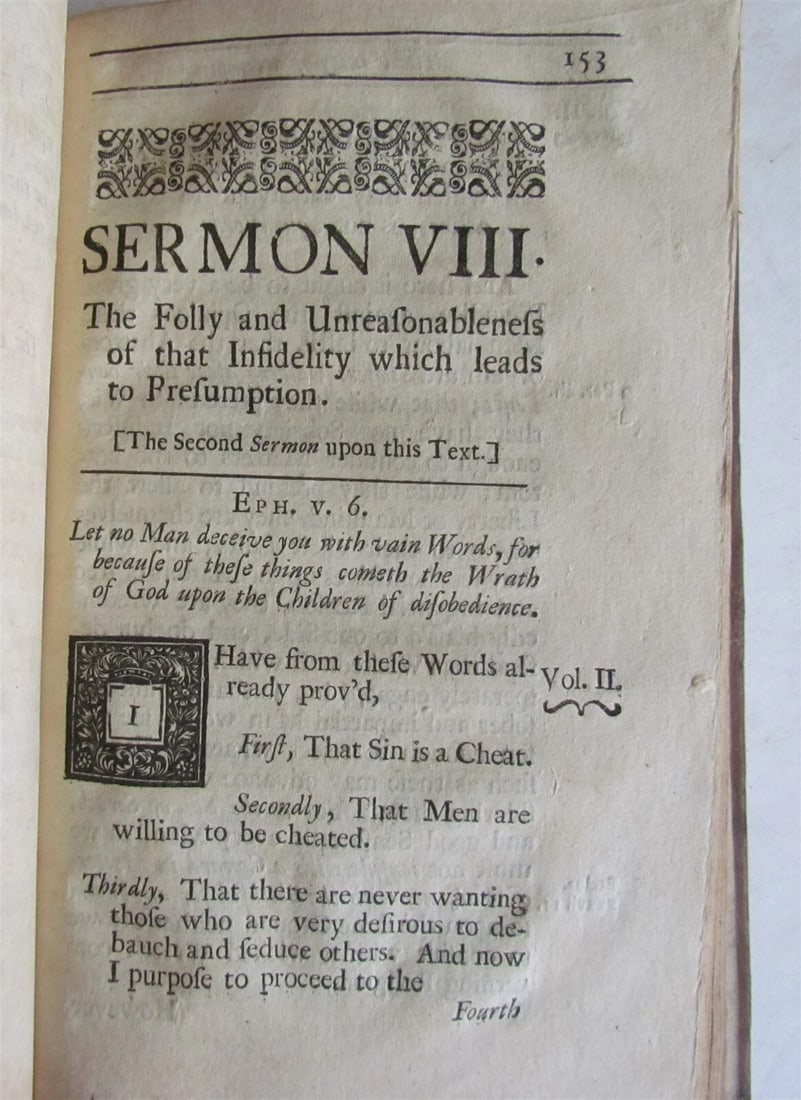 153
SERMON VIII.
The Folly and Unreaſonableneſs
of that Infidelity which leads
to Preſumption.
[The Second Sermon upon this Text.]
EPH. v. 6.
Let no Man deceive you with vain Words, for
becauſe of theſe things cometh the Wrath
of God upon the Children of diſobedience.
I Have from theſe Words al-
ready prov'd,
Vol. II.
Firſt, That Sin is a Cheat.
Secondly, That Men are
willing to be cheated.
Thirdly, That there are never wanting
thoſe who are very deſirous to de-
bauch and ſeduce others. And now
I purpoſe to proceed to the
Fourth